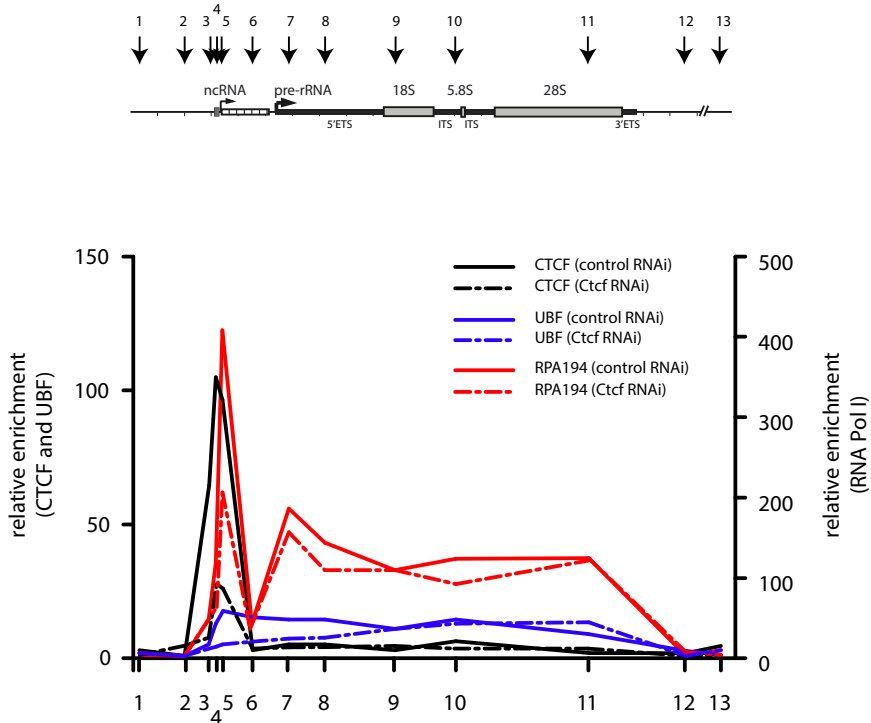 4
1 2 3 5 6 7 8 9 10 11 12 13
ncRNA pre-rRNA 18S 5.8S 28S
5'ETS ITS ITS 3'ETS
150 500
CTCF (control RNAi)
CTCF (Ctcf RNAi)
UBF (control RNAi)
UBF (Ctcf RNAi)
RPA194 (control RNAi)
RPA194 (Ctcf RNAi)
400
100
300
relative enrichment
(CTCF and UBF)
relative enrichment
(RNA Pol I)
200
50
100
0 0
1 2 3 5 6 7 8 9 10 11 12 13
4